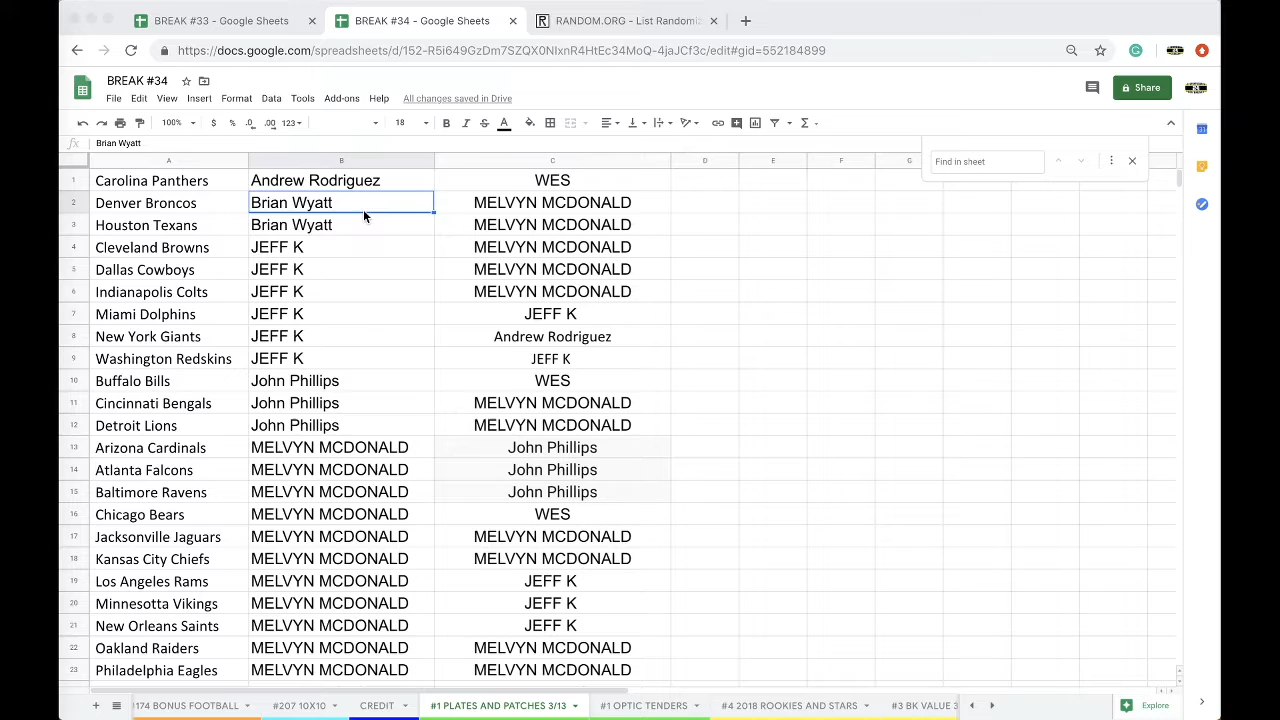 BREAK #33 - Google Sheets
BREAK #34 - Google Sheets
RANDOM.ORG - List Randomi
https://docs.google.com/spreadsheets/d/152-R5i649GzDm7SZQX0NIxnR4HtEc34MoQ-4jaJCf3c/edit#gid=552184899
BREAK #34
File Edit View Insert Format Data Tools Add-ons Help All changes saved in Drive
Share
100% $ % .0 .00 123 18 B I S A
fx Brian Wyatt
Find in sheet
A B C D E F G
1 Carolina Panthers Andrew Rodriguez WES
2 Denver Broncos Brian Wyatt MELVYN MCDONALD
3 Houston Texans Brian Wyatt MELVYN MCDONALD
4 Cleveland Browns JEFF K MELVYN MCDONALD
5 Dallas Cowboys JEFF K MELVYN MCDONALD
6 Indianapolis Colts JEFF K MELVYN MCDONALD
7 Miami Dolphins JEFF K JEFF K
8 New York Giants JEFF K Andrew Rodriguez
9 Washington Redskins JEFF K JEFF K
10 Buffalo Bills John Phillips WES
11 Cincinnati Bengals John Phillips MELVYN MCDONALD
12 Detroit Lions John Phillips MELVYN MCDONALD
13 Arizona Cardinals MELVYN MCDONALD John Phillips
14 Atlanta Falcons MELVYN MCDONALD John Phillips
15 Baltimore Ravens MELVYN MCDONALD John Phillips
16 Chicago Bears MELVYN MCDONALD WES
17 Jacksonville Jaguars MELVYN MCDONALD MELVYN MCDONALD
18 Kansas City Chiefs MELVYN MCDONALD MELVYN MCDONALD
19 Los Angeles Rams MELVYN MCDONALD JEFF K
20 Minnesotta Vikings MELVYN MCDONALD JEFF K
21 New Orleans Saints MELVYN MCDONALD JEFF K
22 Oakland Raiders MELVYN MCDONALD MELVYN MCDONALD
23 Philadelphia Eagles MELVYN MCDONALD MELVYN MCDONALD
174 BONUS FOOTBALL #207 10X10 CREDIT #1 PLATES AND PATCHES 3/13 #1 OPTIC TENDERS #4 2018 ROOKIES AND STARS #3 BK VALUE 3 Explore